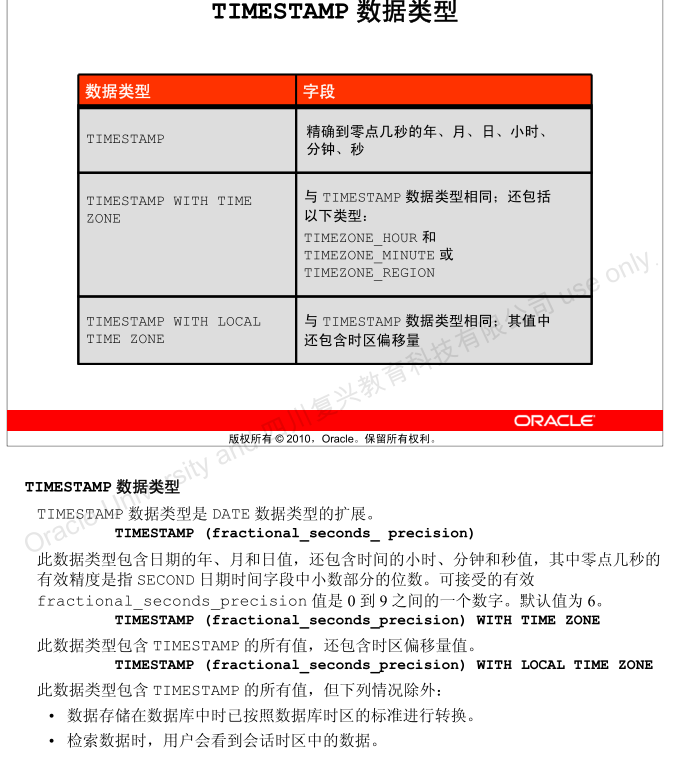 TIMESTAMP 数据类型
数据类型
字段
TIMESTAMP
精确到零点几秒的年、月、日、小时、
分钟、秒
TIMESTAMP WITH TIME
ZONE
与 TIMESTAMP 数据类型相同；还包括
以下类型：
TIMEZONE_HOUR 和
TIMEZONE_MINUTE 或
TIMEZONE_REGION
TIMESTAMP WITH LOCAL
TIME ZONE
与 TIMESTAMP 数据类型相同；其值中
还包含时区偏移量
ORACLE
版权所有 © 2010，Oracle。保留所有权利。
Oracle University and 四川复兴教育科技有限公司 use only.
TIMESTAMP 数据类型
TIMESTAMP 数据类型是 DATE 数据类型的扩展。
TIMESTAMP (fractional_seconds_ precision)
此数据类型包含日期的年、月和日值，还包含时间的小时、分钟和秒值，其中零点几秒的
有效精度是指 SECOND 日期时间字段中小数部分的位数。可接受的有效
fractional_seconds_precision 值是 0 到 9 之间的一个数字。默认值为 6。
TIMESTAMP (fractional_seconds_precision) WITH TIME ZONE
此数据类型包含 TIMESTAMP 的所有值，还包含时区偏移量值。
TIMESTAMP (fractional_seconds_precision) WITH LOCAL TIME ZONE
此数据类型包含 TIMESTAMP 的所有值，但下列情况除外：
• 数据存储在数据库中时已按照数据库时区的标准进行转换。
• 检索数据时，用户会看到会话时区中的数据。